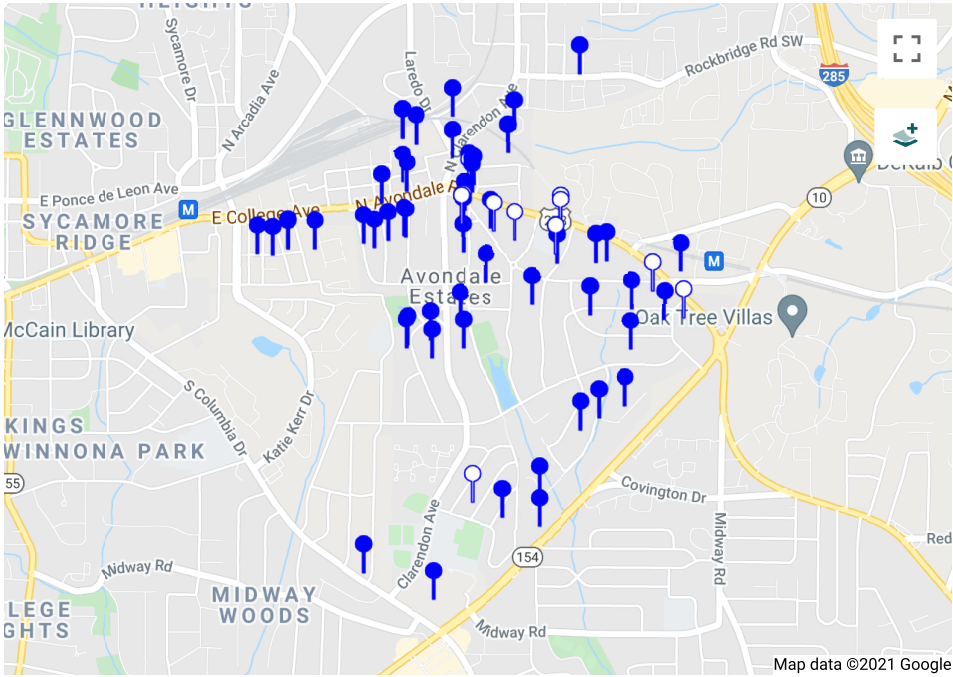 HEIGHTS
Sycamore Dr
Laredo Dr
Rockbridge Rd SW
285
N Arcadia Ave
GLENNWOOD
ESTATES
N Clarendon Ave
E Ponce de Leon Ave
M
N Avondale
E College Ave
10
SYCAMORE
RIDGE
M
Avondale
Estates
Oak Tree Villas
McCain Library
S Columbia Dr
Katie Kerr Dr
KINGS
WINNONA PARK
55
Covington Dr
Clarendon Ave
Midway Rd
Red
154
Midway Rd
MIDWAY
WOODS
LLEGE
GHTS
Midway Rd
Map data ©2021 Google